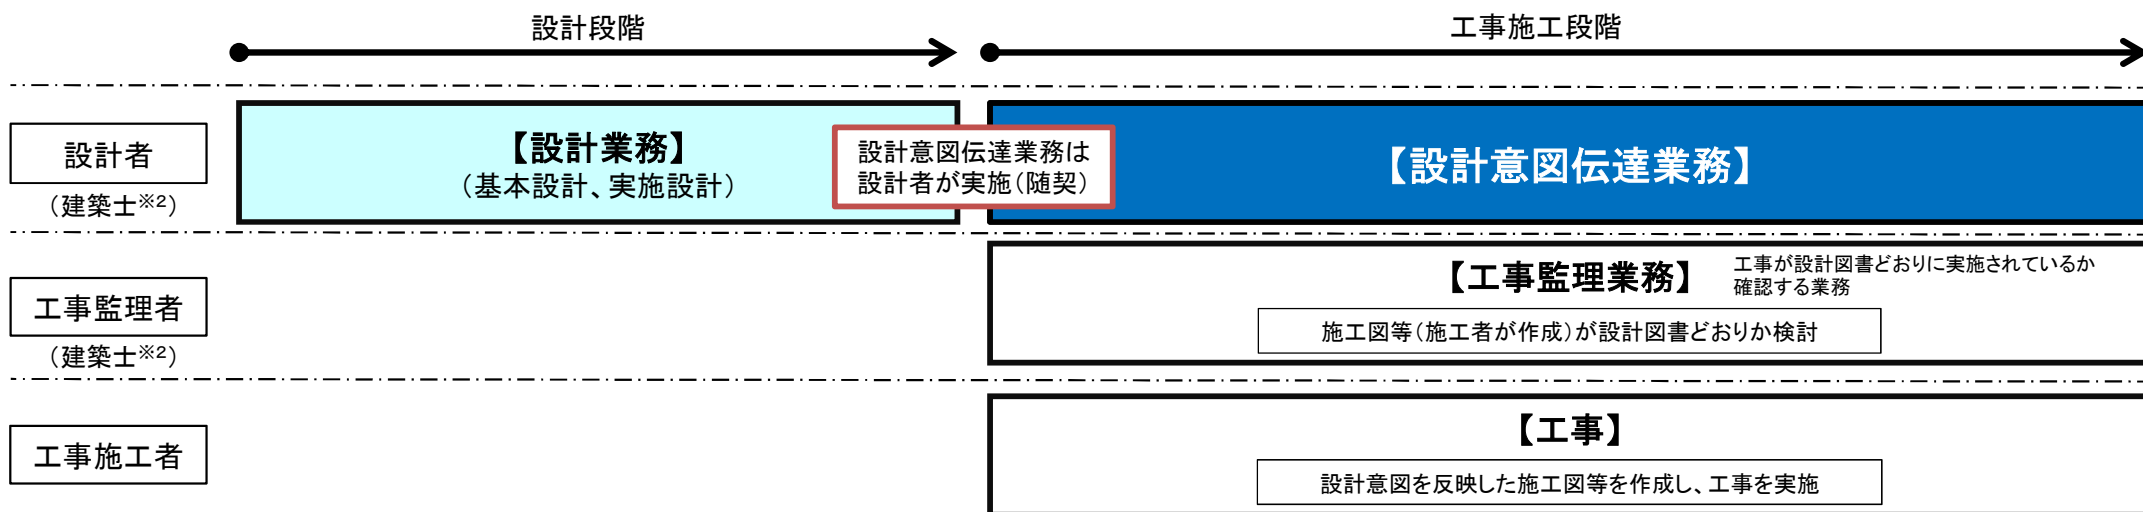 設計段階
工事施工段階
設計者
（建築士※2）
【設計業務】
（基本設計、実施設計）
設計意図伝達業務は
設計者が実施（随契）
【設計意図伝達業務】
工事監理者
（建築士※2）
【工事監理業務】
工事が設計図書どおりに実施されているか
確認する業務
施工図等（施工者が作成）が設計図書どおりか検討
工事施工者
【工事】
設計意図を反映した施工図等を作成し、工事を実施